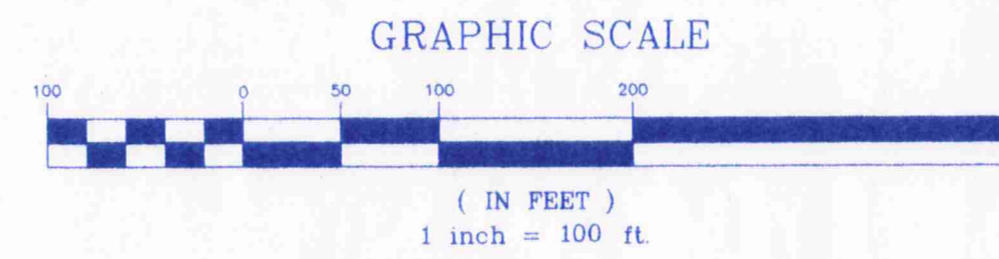 GRAPHIC SCALE
100 0 50 100 200
( IN FEET )
1 inch = 100 ft.